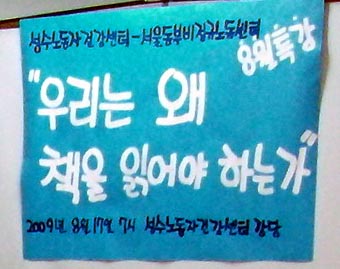 성수노동자건강센터-서울동부비정규노동센터
8월특강
"우리는 왜
책을 읽어야 하는가"
2009년 8월17일 7시 성수노동자건강센터 강당